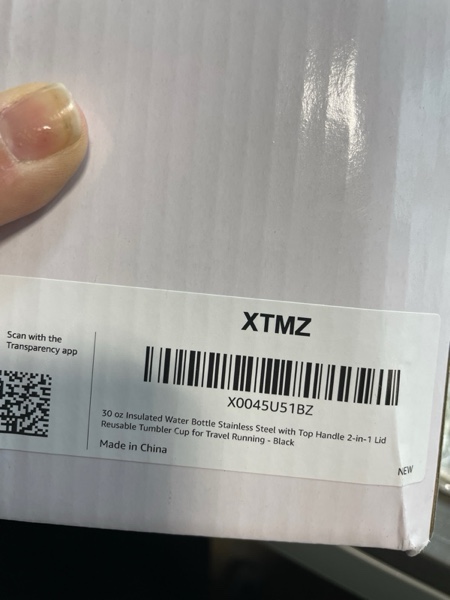 Scan with the
Transparency app
XTMZ
X0045U51BZ
30 oz Insulated Water Bottle Stainless Steel with Top Handle 2-in-1 Lid
Reusable Tumbler Cup for Travel Running - Black
Made in China
NEW